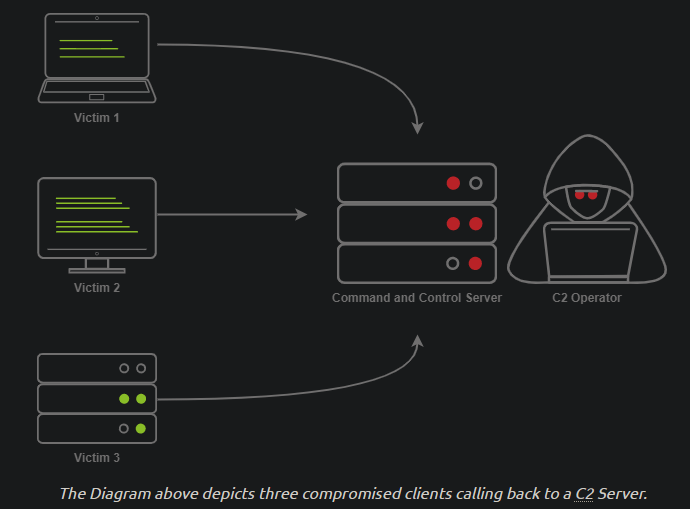 Victim 1
Victim 2
Command and Control Server
C2 Operator
Victim 3
The Diagram above depicts three compromised clients calling back to a C2 Server.